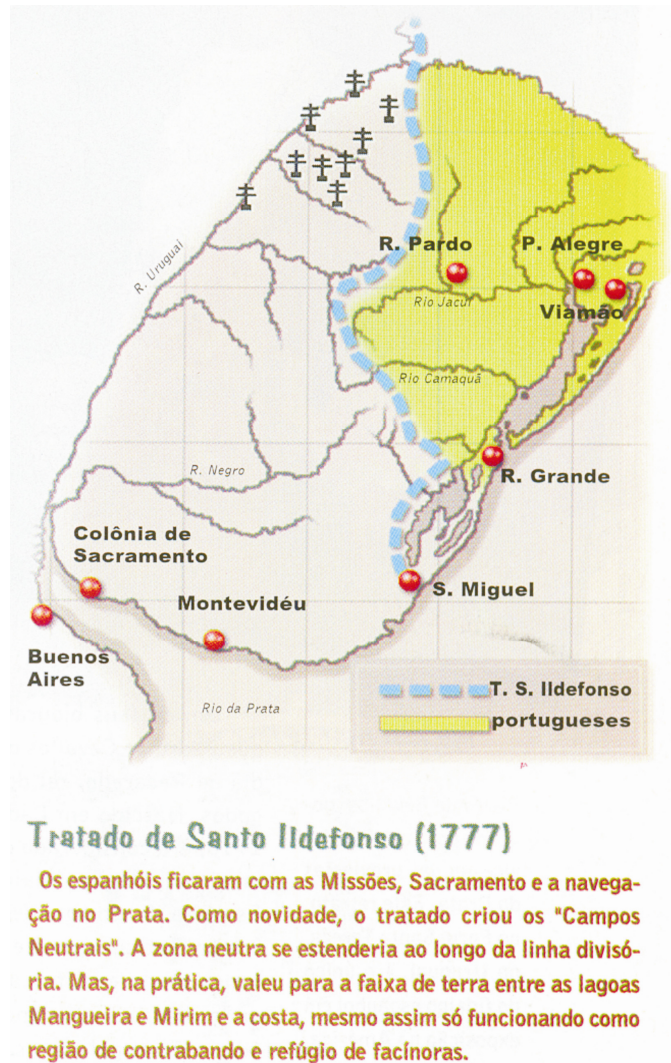 R. Uruguai
R. Pardo
P. Alegre
Rio Jacuí
Viamão
Rio Camaquã
R. Negro
R. Grande
Colônia de
Sacramento
Montevidéu
S. Miguel
Buenos
Aires
Rio da Prata
T. S. Ildefonso
portugueses
Tratado de Santo Ildefonso (1777)
Os espanhóis ficaram com as Missões, Sacramento e a navega-
ção no Prata. Como novidade, o tratado criou os "Campos
Neutrais". A zona neutra se estenderia ao longo da linha divisó-
ria. Mas, na prática, valeu para a faixa de terra entre as lagoas
Mangueira e Mirim e a costa, mesmo assim só funcionando como
região de contrabando e refúgio de facínoras.